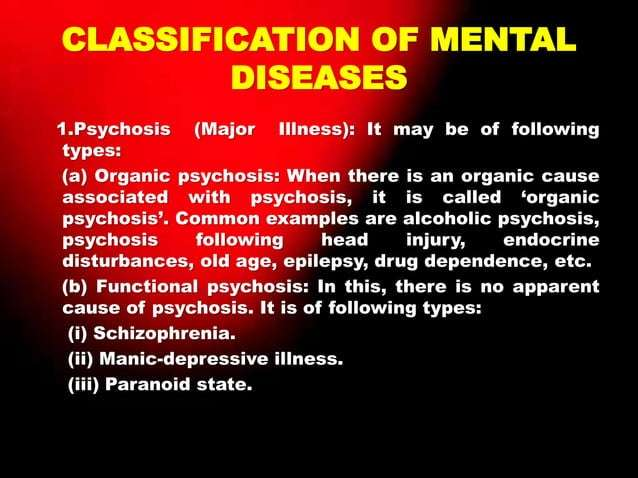 CLASSIFICATION OF MENTAL
DISEASES
1.Psychosis (Major Illness): It may be of following
types:
(a) Organic psychosis: When there is an organic cause
associated with psychosis, it is called ‘organic
psychosis’. Common examples are alcoholic psychosis,
psychosis following head injury, endocrine
disturbances, old age, epilepsy, drug dependence, etc.
(b) Functional psychosis: In this, there is no apparent
cause of psychosis. It is of following types:
(i) Schizophrenia.
(ii) Manic-depressive illness.
(iii) Paranoid state.